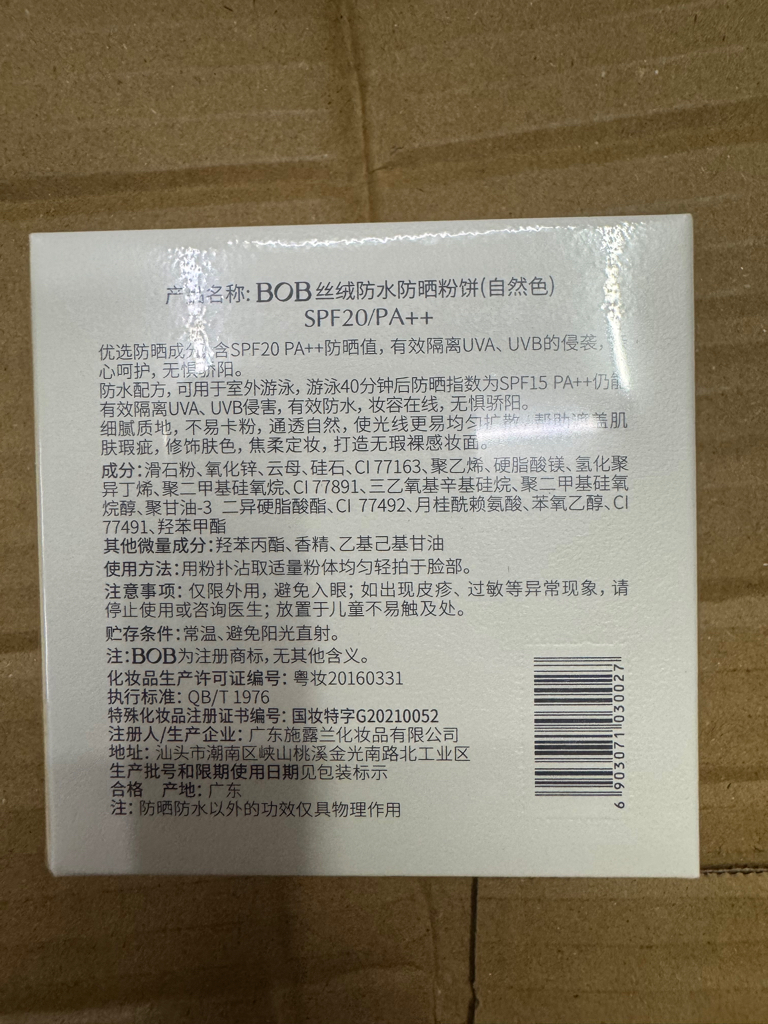 产品名称:BOB丝绒防水防晒粉饼(自然色)
SPF20/PA++
优选防晒成分,含SPF20 PA++防晒值,有效隔离UVA、UVB的侵袭,
心呵护,无惧骄阳。
防水配方,可用于室外游泳,游泳40分钟后防晒指数为SPF15 PA++仍能
有效隔离UVA、UVB侵害,有效防水,妆容在线,无惧骄阳。
细腻质地,不易卡粉,通透自然,使光线更易均匀扩散,帮助遮盖肌
肤瑕疵,修饰肤色,焦柔定妆,打造无瑕裸感妆面。
成分:滑石粉、氧化锌、云母、硅石、CI 77163、聚乙烯、硬脂酸镁、氢化聚
异丁烯、聚二甲基硅氧烷、CI 77891、三乙氧基辛基硅烷、聚二甲基硅氧
烷醇、聚甘油-3 二异硬脂酸酯、CI 77492、月桂酰赖氨酸、苯氧乙醇、CI
77491、羟苯甲酯
其他微量成分:羟苯丙酯、香精、乙基己基甘油
使用方法:用粉扑沾取适量粉体均匀轻拍于脸部。
注意事项:仅限外用,避免入眼;如出现皮疹、过敏等异常现象,请
停止使用或咨询医生;放置于儿童不易触及处。
贮存条件:常温、避免阳光直射。
注:BOB为注册商标,无其他含义。
化妆品生产许可证编号:粤妆20160331
执行标准:QB/T 1976
特殊化妆品注册证书编号:国妆特字G20210052
注册人/生产企业:广东施露兰化妆品有限公司
地址:汕头市潮南区峡山桃溪金光南路北工业区
生产批号和限期使用日期见包装标示
合格 产地:广东
注:防晒防水以外的功效仅具物理作用
6 903071 030027